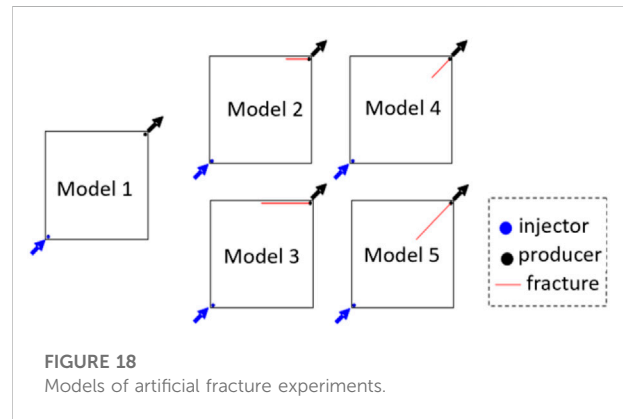 Model 1
Model 2
Model 4
Model 3
Model 5
injector
producer
fracture
FIGURE 18
Models of artificial fracture experiments.